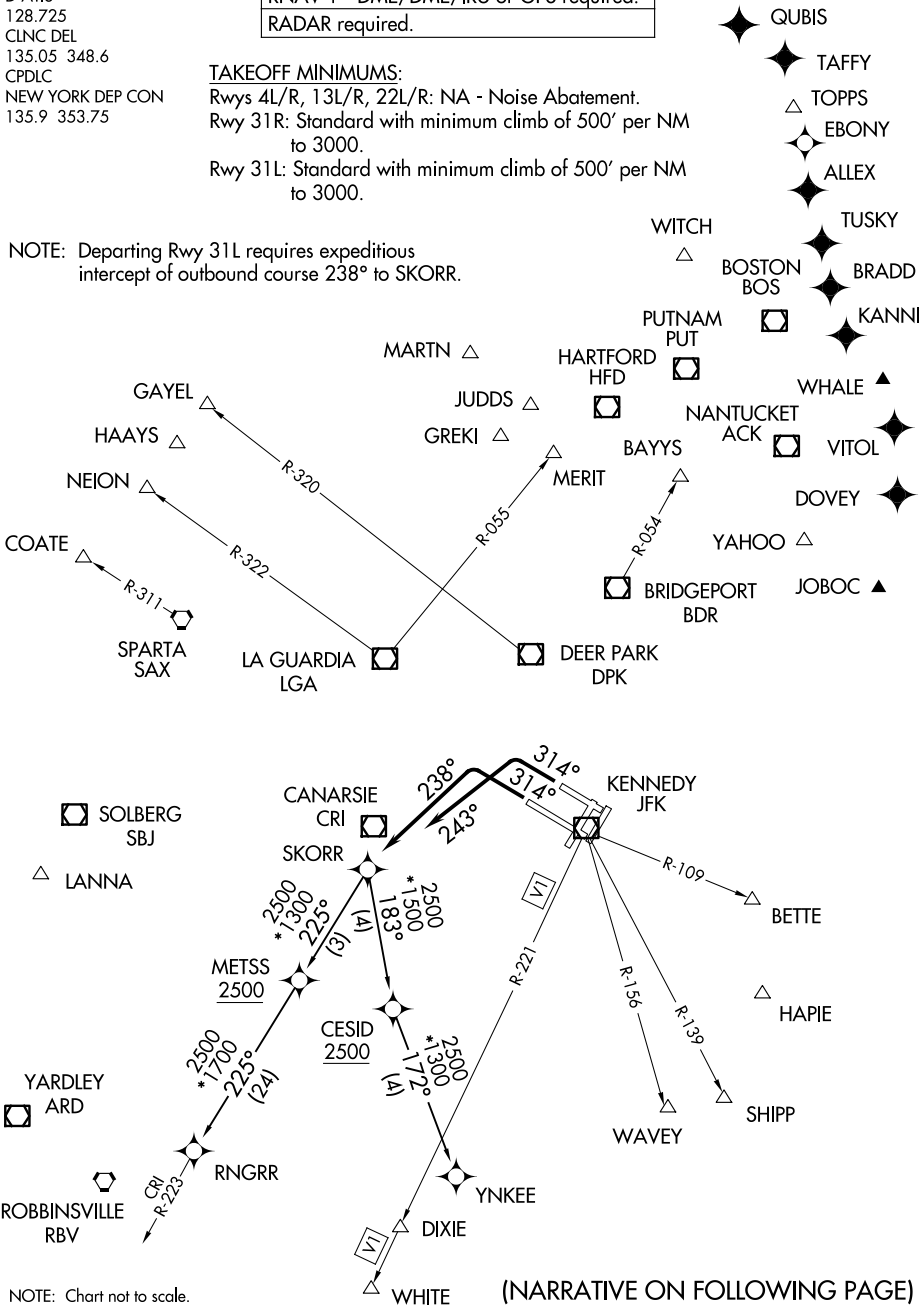 128.725
CLNC DEL
135.05 348.6
CPDLC
NEW YORK DEP CON
135.9 353.75
RADAR required.
TAKEOFF MINIMUMS:
Rwys 4L/R, 13L/R, 22L/R: NA - Noise Abatement.
Rwy 31R: Standard with minimum climb of 500' per NM
to 3000.
Rwy 31L: Standard with minimum climb of 500' per NM
to 3000.
NOTE: Departing Rwy 31L requires expeditious
intercept of outbound course 238° to SKORR.
QUBIS
TAFFY
TOPPS
EBONY
ALLEX
TUSKY
WITCH
BOSTON
BOS
BRADD
KANNI
PUTNAM
PUT
MARTN
HARTFORD
HFD
WHALE
GAYEL
JUDDS
NANTUCKET
ACK
HAAYS
GREKI
BAYYS
VITOL
MERIT
NEION
R-320
DOVEY
R-055
R-054
COATE
R-322
YAHOO
R-311
BRIDGEPORT
BDR
JOBOC
SPARTA
SAX
LA GUARDIA
LGA
DEER PARK
DPK
314°
238°
314°
KENNEDY
JFK
CANARSIE
CRI
243°
SOLBERG
SBJ
SKORR
LANNA
R-109
V1
BETTE
2500
*1300
225°
(3)
2500
*1500
183°
(4)
METSS
2500
R-221
R-156
R-139
HAPIE
CESID
2500
2500
*1700
225°
(24)
2500
*1300
172°
(4)
YARDLEY
ARD
SHIPP
WAVEY
RNGRR
CRI
R-223
YNKEE
ROBBINSVILLE
RBV
DIXIE
V1
WHITE
NOTE: Chart not to scale.
(NARRATIVE ON FOLLOWING PAGE)